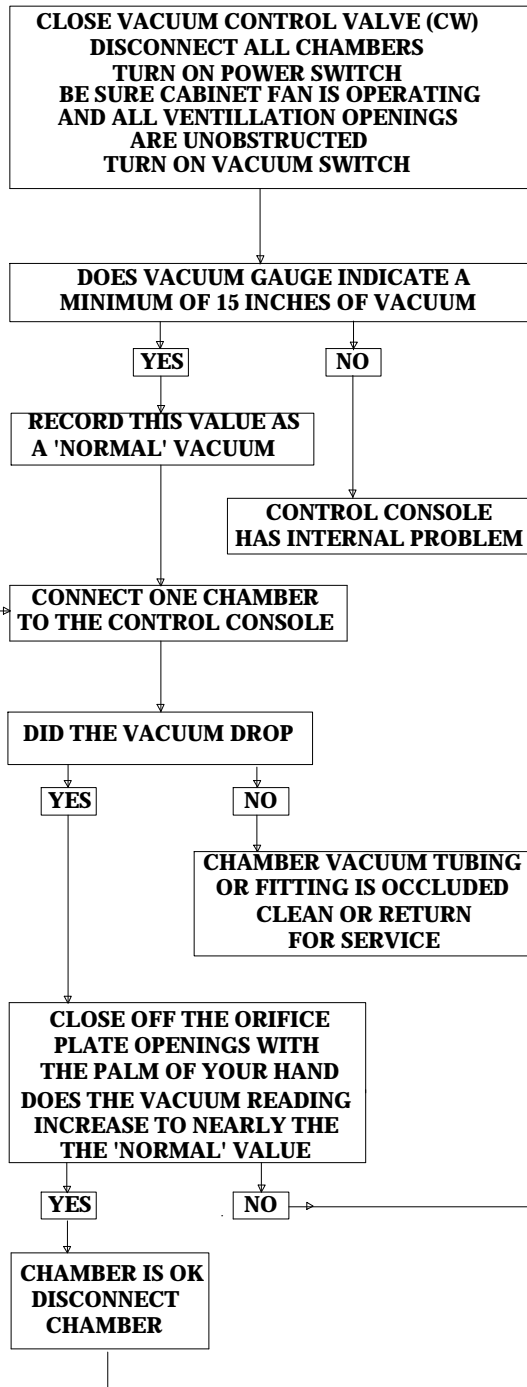 CLOSE VACUUM CONTROL VALVE (CW)
DISCONNECT ALL CHAMBERS
TURN ON POWER SWITCH
BE SURE CABINET FAN IS OPERATING
AND ALL VENTILLATION OPENINGS
ARE UNOBSTRUCTED
TURN ON VACUUM SWITCH
DOES VACUUM GAUGE INDICATE A
MINIMUM OF 15 INCHES OF VACUUM
YES
NO
RECORD THIS VALUE AS
A 'NORMAL' VACUUM
CONTROL CONSOLE
HAS INTERNAL PROBLEM
CONNECT ONE CHAMBER
TO THE CONTROL CONSOLE
DID THE VACUUM DROP
YES
NO
CHAMBER VACUUM TUBING
OR FITTING IS OCCLUDED
CLEAN OR RETURN
FOR SERVICE
CLOSE OFF THE ORIFICE
PLATE OPENINGS WITH
THE PALM OF YOUR HAND
DOES THE VACUUM READING
INCREASE TO NEARLY THE
THE 'NORMAL' VALUE
YES
NO
CHAMBER IS OK
DISCONNECT
CHAMBER